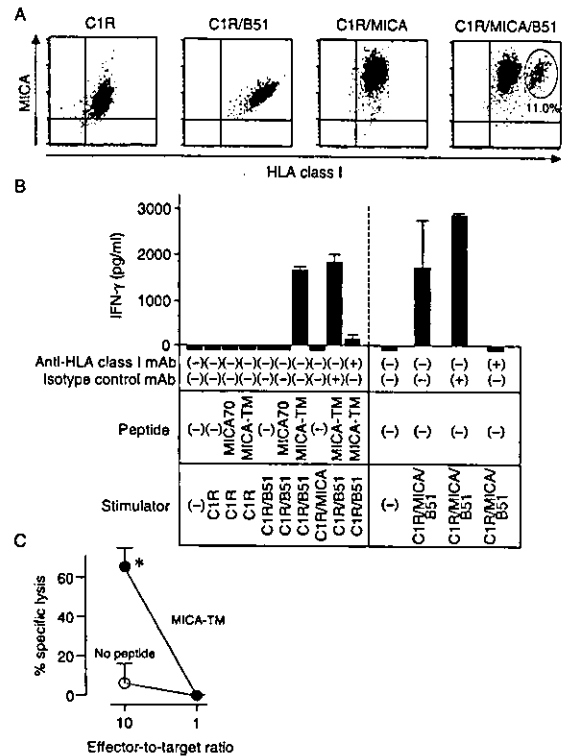 A
C1R
C1R/B51
C1R/MICA
C1R/MICA/B51
MICA
11.0%
HLA class I
B
IFN-γ (pg/ml)
3000
2000
1000
0
Anti-HLA class I mAb (-)(-)(-)(-)(-)(-)(-)(-)(-)(+) (-) (-) (-) (+)
Isotype control mAb (-)(-)(-)(-)(-)(-)(-)(-)(+)(-) (-) (-) (+) (-)
Peptide (-) (-) MICA70 MICA-TM (-) MICA70 MICA-TM (-) MICA-TM MICA-TM (-) (-) (-) (-)
Stimulator (-) C1R C1R C1R C1R/B51 C1R/B51 C1R/B51 C1R/MICA C1R/B51 C1R/B51 (-) C1R/MICA/B51 C1R/MICA/B51 C1R/MICA/B51
C
% specific lysis
60
40
20
0
*
MICA-TM
No peptide
10 1
Effector-to-target ratio